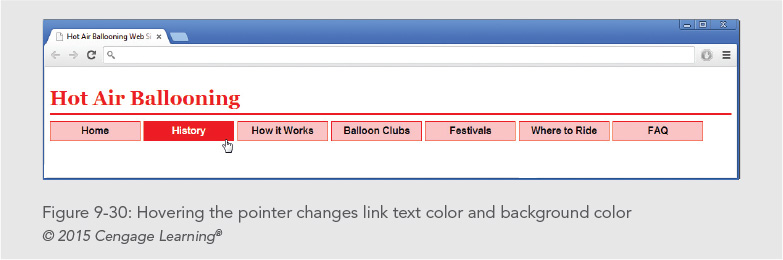 Hot Air Ballooning Web Si
Hot Air Ballooning
Home History How it Works Balloon Clubs Festivals Where to Ride FAQ
Figure 9-30: Hovering the pointer changes link text color and background color
© 2015 Cengage Learning®